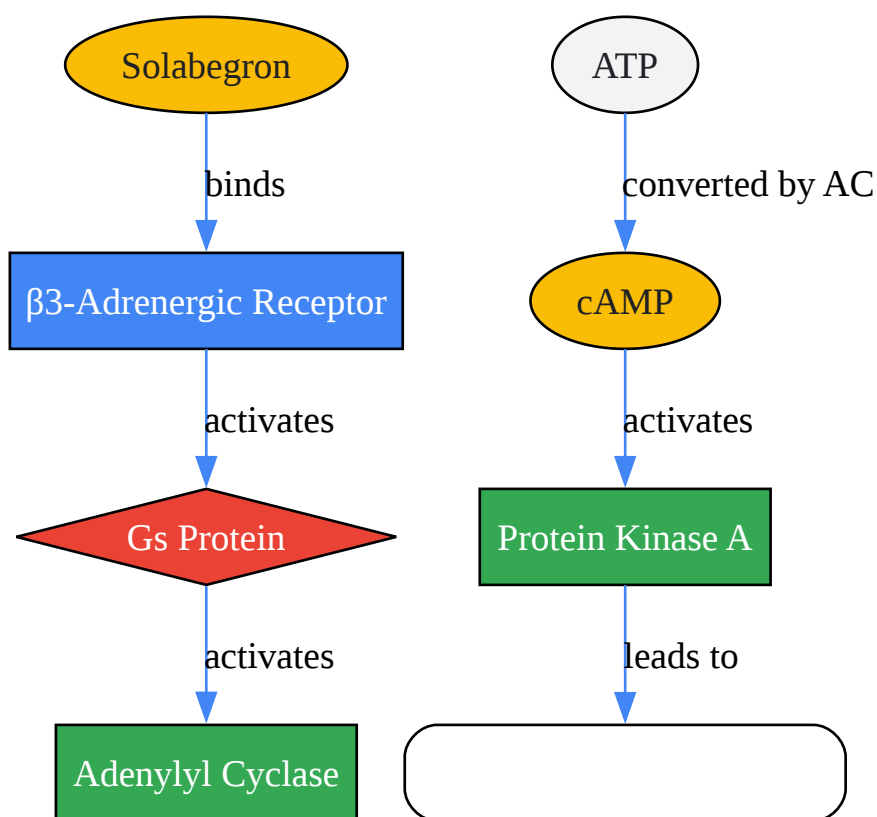 Solabegron
binds
β3-Adrenergic Receptor
activates
Gs Protein
activates
Adenylyl Cyclase
ATP
converted by AC
cAMP
activates
Protein Kinase A
leads to